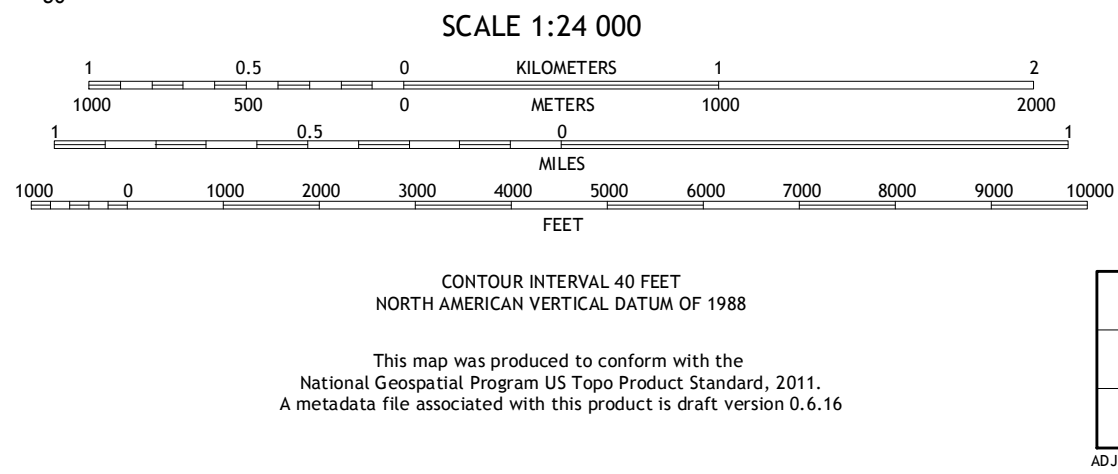 SCALE 1:24 000
1 0.5 0 KILOMETERS 1 2
1000 500 0 METERS 1000 2000
1 0.5 0 1
MILES
1000 0 1000 2000 3000 4000 5000 6000 7000 8000 9000 10000
FEET
CONTOUR INTERVAL 40 FEET
NORTH AMERICAN VERTICAL DATUM OF 1988
This map was produced to conform with the
National Geospatial Program US Topo Product Standard, 2011.
A metadata file associated with this product is draft version 0.6.16
ADJ